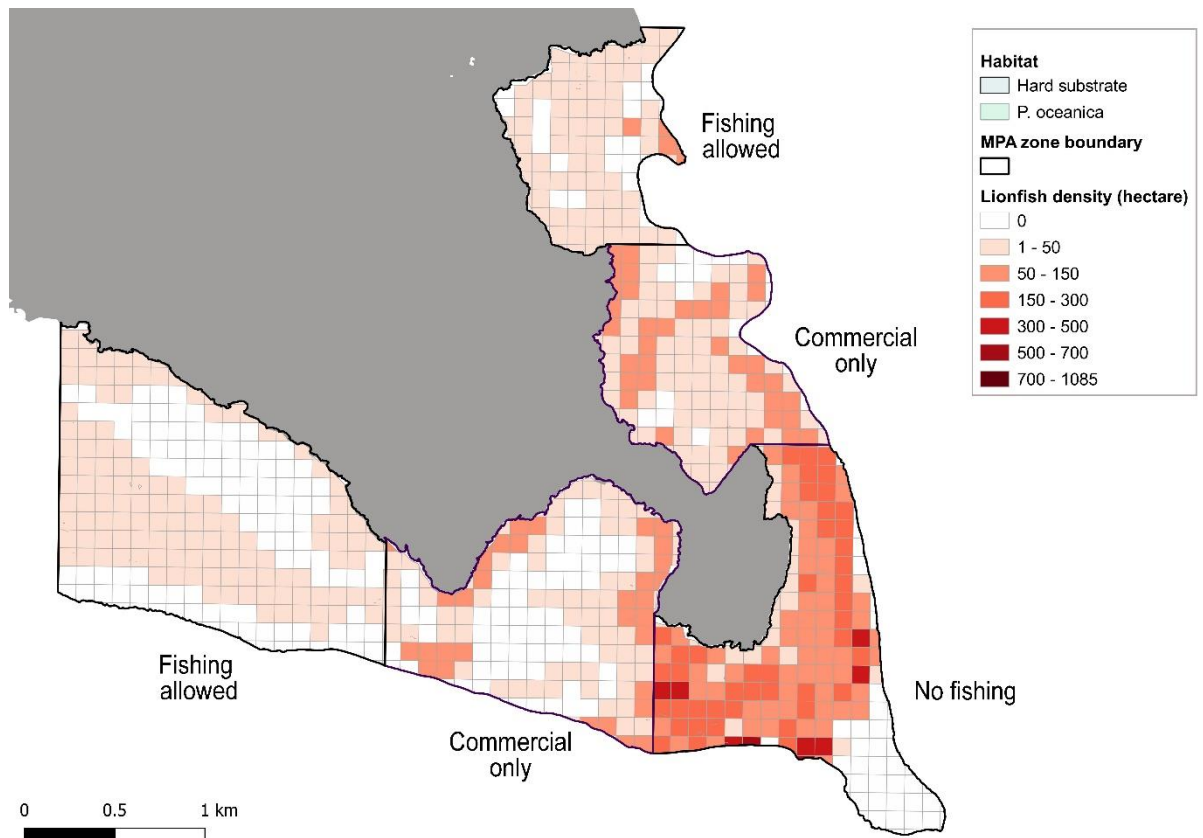 Fishing
allowed
Commercial
only
Fishing
allowed
Commercial
only
No fishing
Habitat
Hard substrate
P. oceanica
MPA zone boundary
Lionfish density (hectare)
0
1 - 50
50 - 150
150 - 300
300 - 500
500 - 700
700 - 1085
0 0.5 1 km